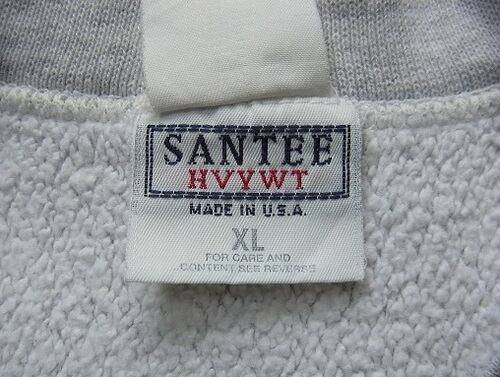 SANTEE
HVYWT
MADE IN U.S.A.
XL
FOR CARE AND
CONTENT SEE REVERSE